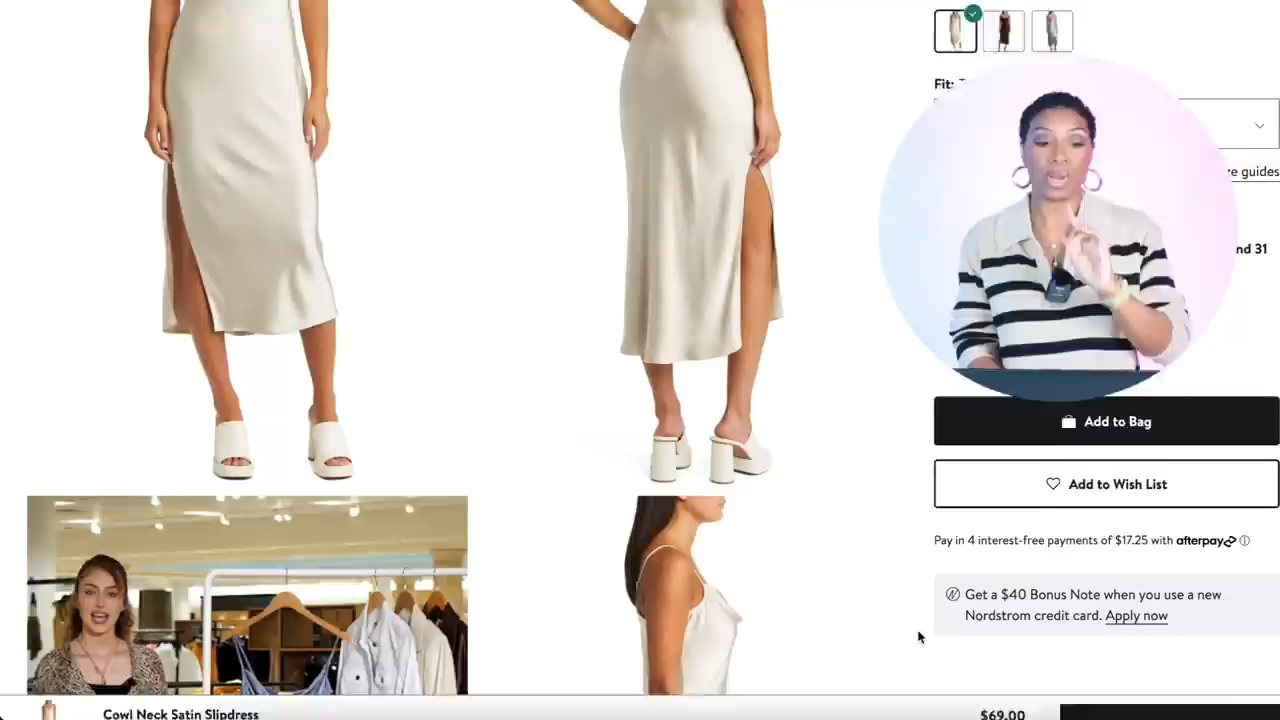 Fit:
re guides
nd 31
Add to Bag
Add to Wish List
Pay in 4 interest-free payments of $17.25 with afterpay
Get a $40 Bonus Note when you use a new
Nordstrom credit card. Apply now
Cowl Neck Satin Slipdress
$69.00